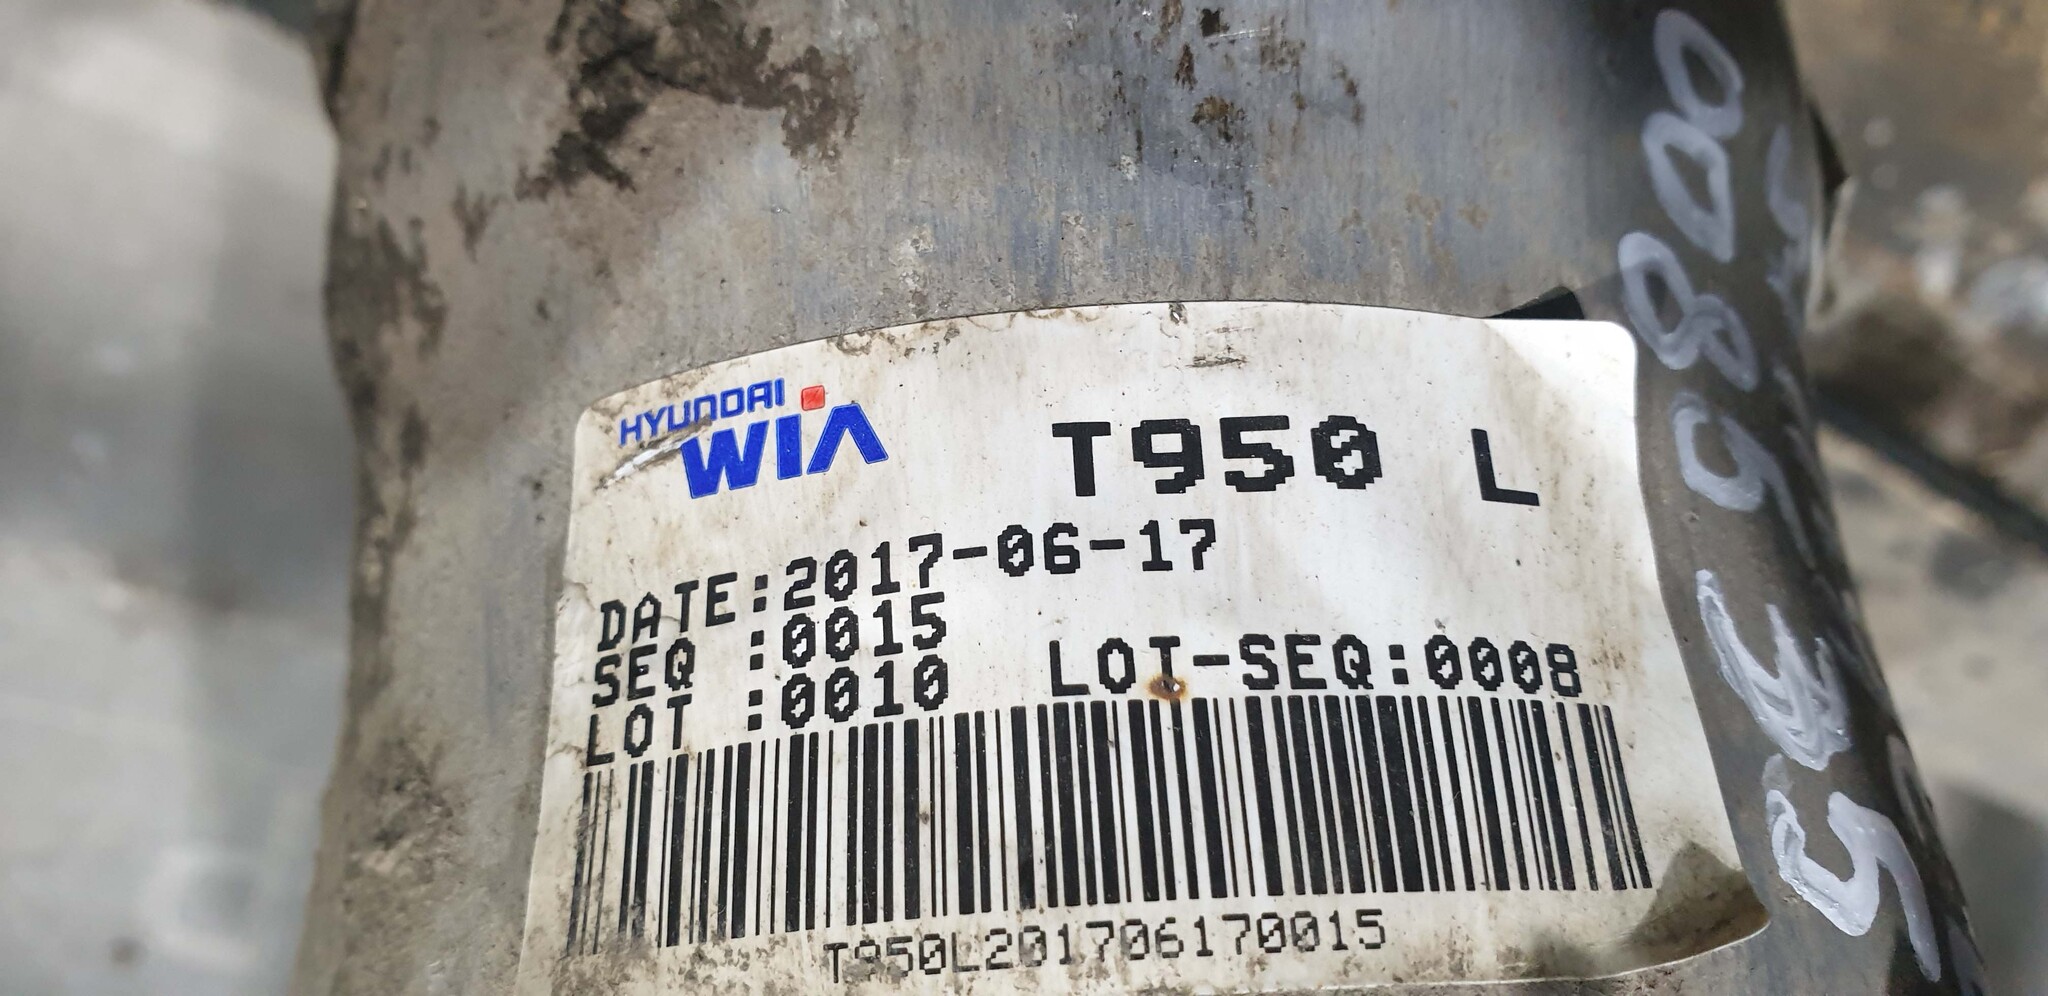 HYUNDAI
WIA
T950 L
DATE:2017-06-17
SEQ :0015
LOT :0010 LOT-SEQ:0008
T950L201706170015